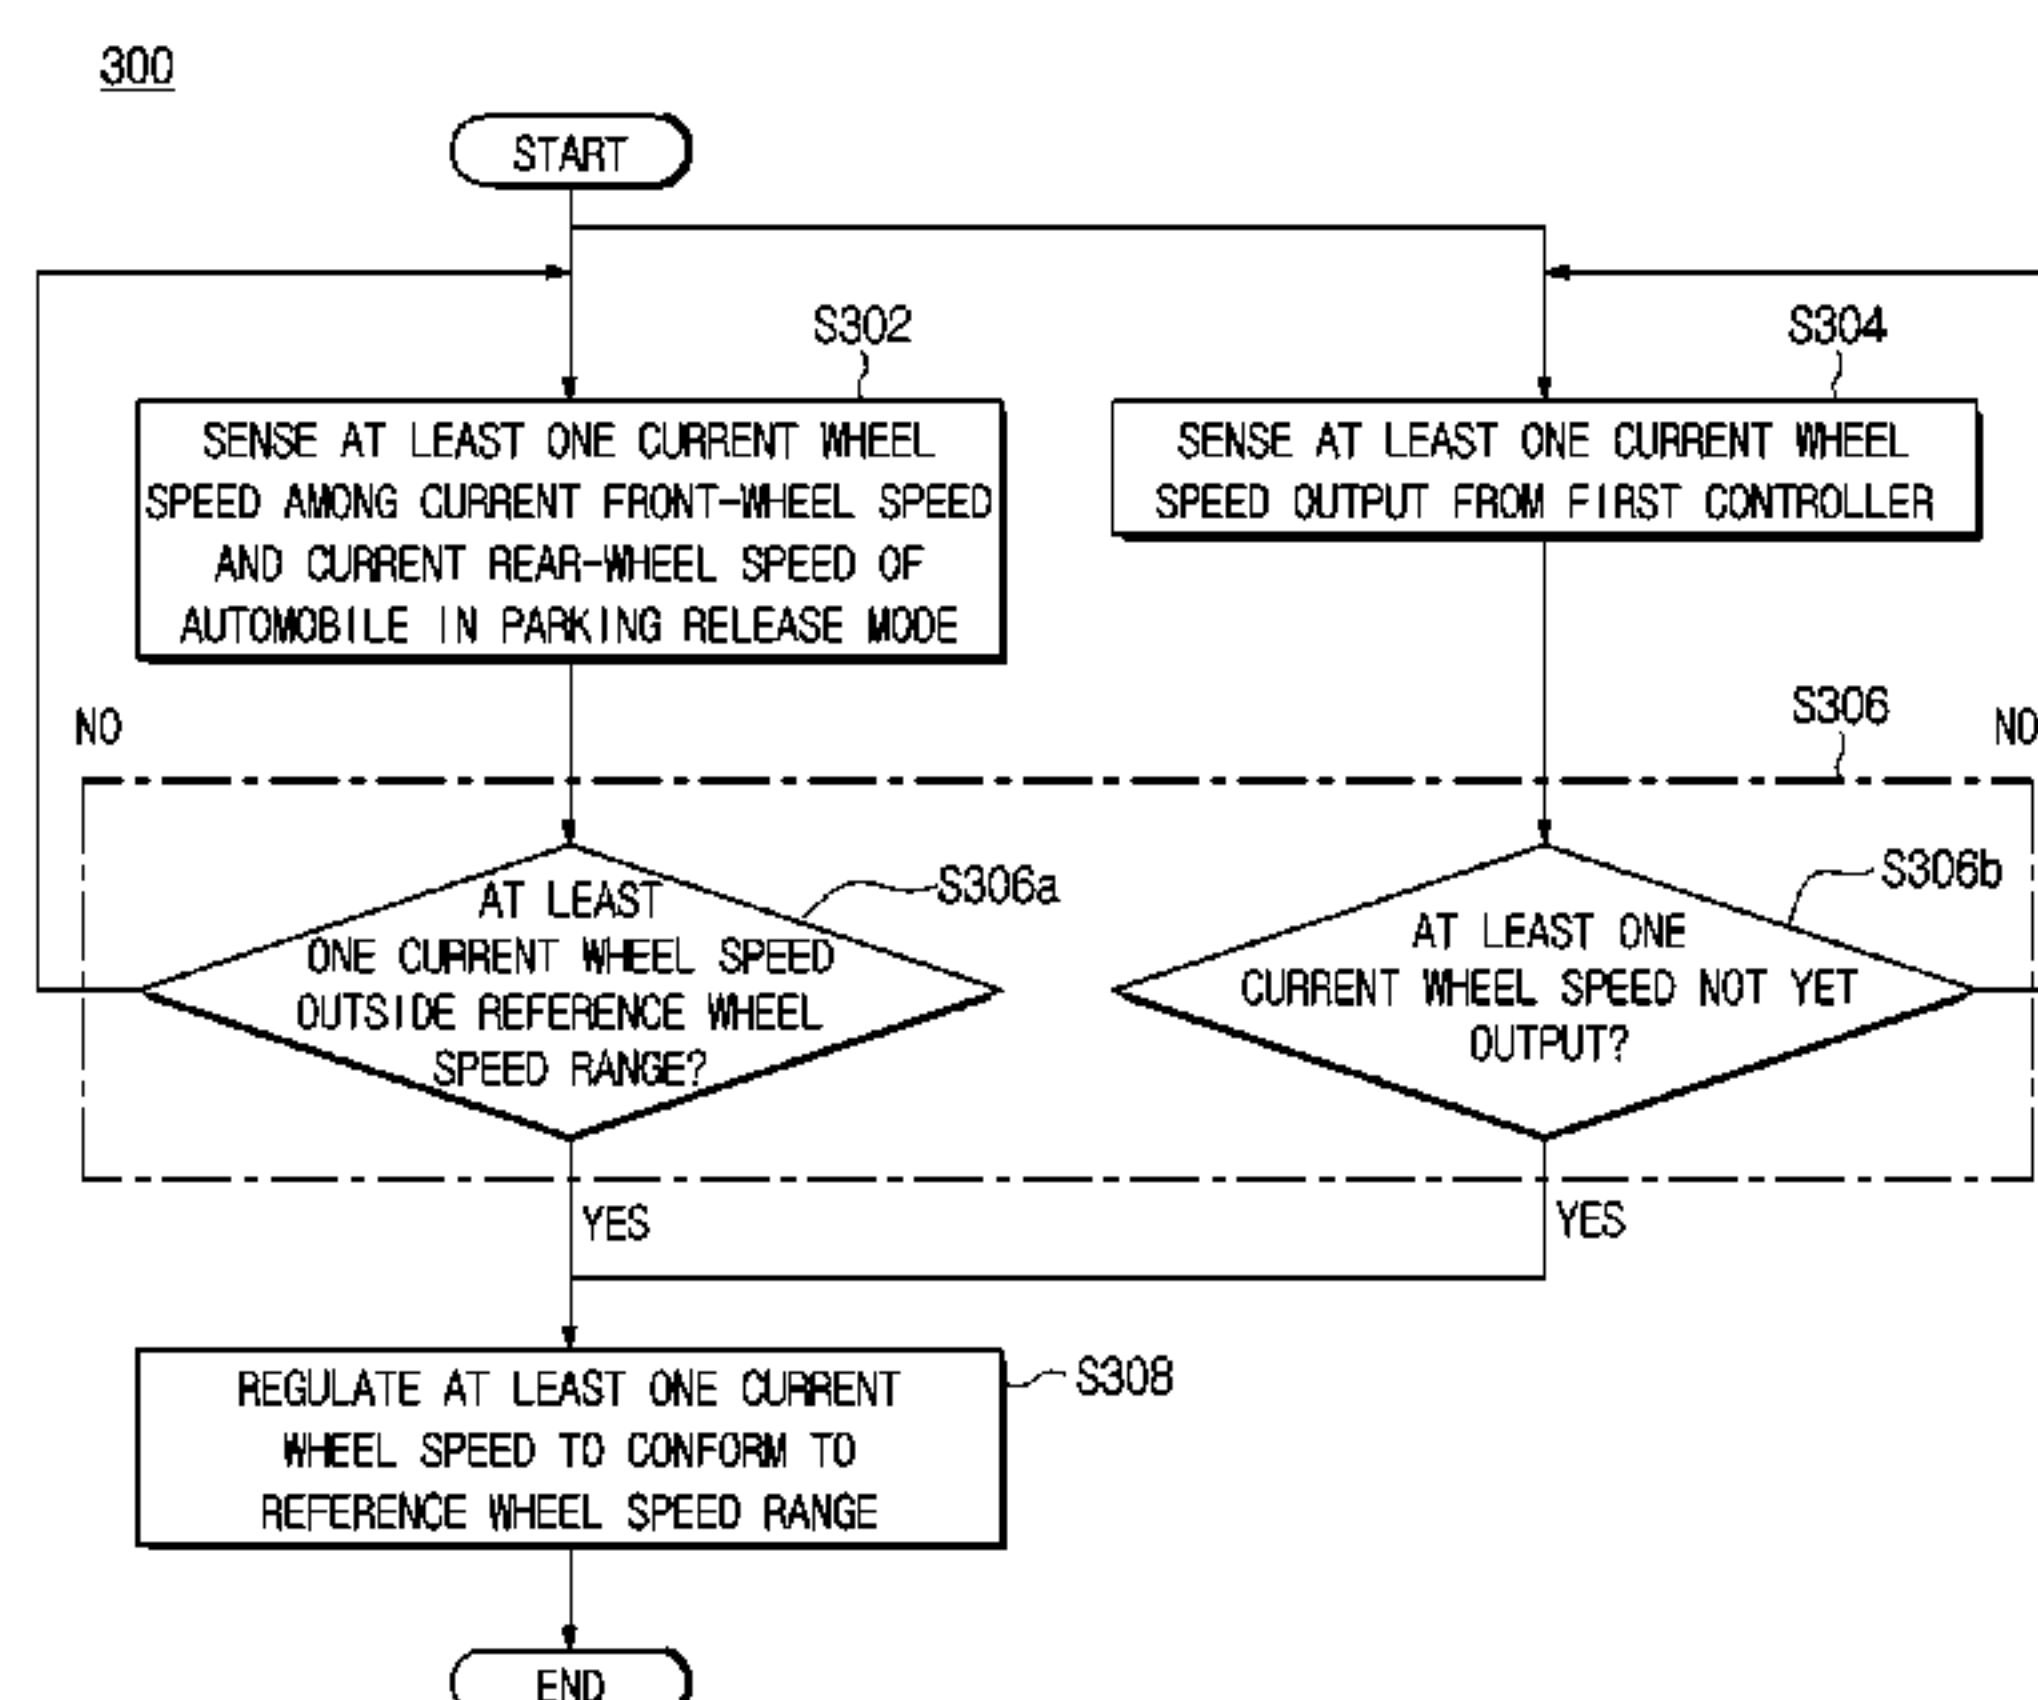 300
START
S302
SENSE AT LEAST ONE CURRENT WHEEL
SPEED AMONG CURRENT FRONT-WHEEL SPEED
AND CURRENT REAR-WHEEL SPEED OF
AUTOMOBILE IN PARKING RELEASE MODE
S304
SENSE AT LEAST ONE CURRENT WHEEL
SPEED OUTPUT FROM FIRST CONTROLLER
NO
S306
NO
S306a
AT LEAST
ONE CURRENT WHEEL SPEED
OUTSIDE REFERENCE WHEEL
SPEED RANGE?
S306b
AT LEAST ONE
CURRENT WHEEL SPEED NOT YET
OUTPUT?
YES
YES
REGULATE AT LEAST ONE CURRENT
WHEEL SPEED TO CONFORM TO
REFERENCE WHEEL SPEED RANGE
S308
END